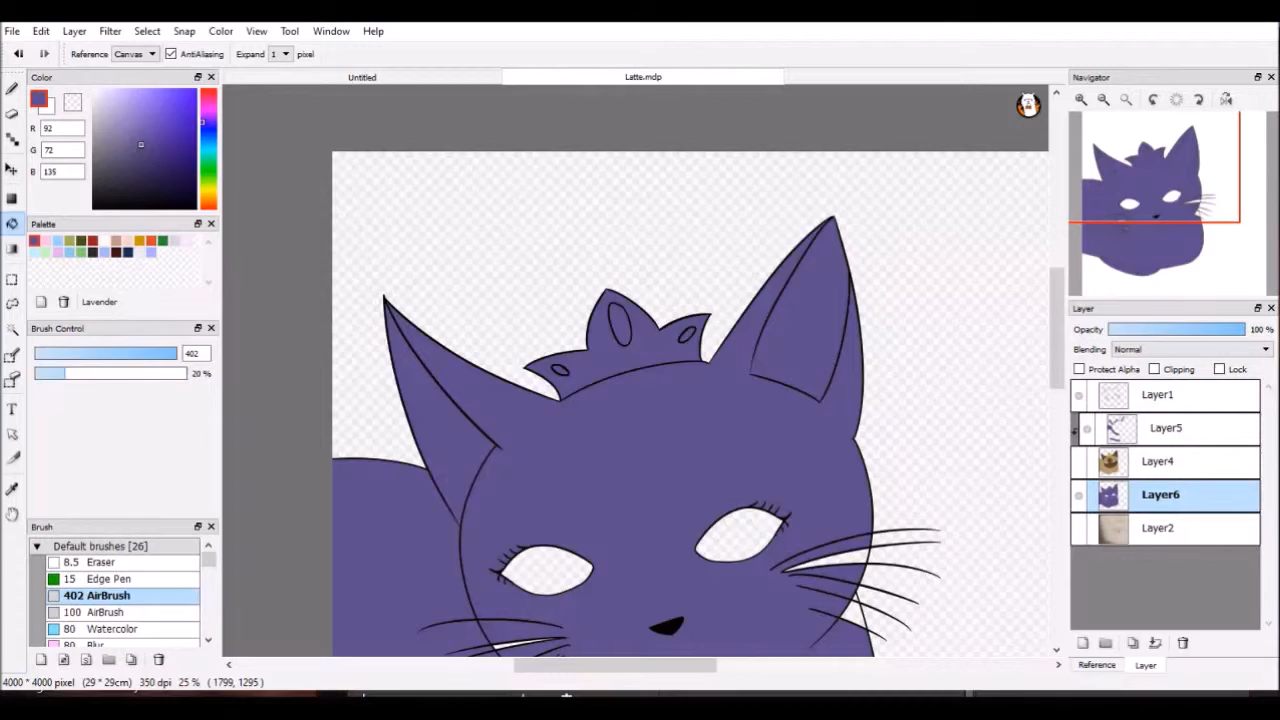 File Edit Layer Filter Select Snap Color View Tool Window Help
Reference Canvas AntiAliasing Expand 1 pixel
Color Untitled Latte.mdp Navigator
R 92
G 72
B 135
Palette
Lavender
Brush Control
402
20 %
Brush
Default brushes [26]
8.5 Eraser
15 Edge Pen
402 AirBrush
100 AirBrush
80 Watercolor
80 Blur
Layer
Opacity 100 %
Blending Normal
Protect Alpha Clipping Lock
Layer1
Layer5
Layer4
Layer6
Layer2
Reference Layer
4000 * 4000 pixel (29 * 29cm) 350 dpi 25 % ( 1799, 1295 )